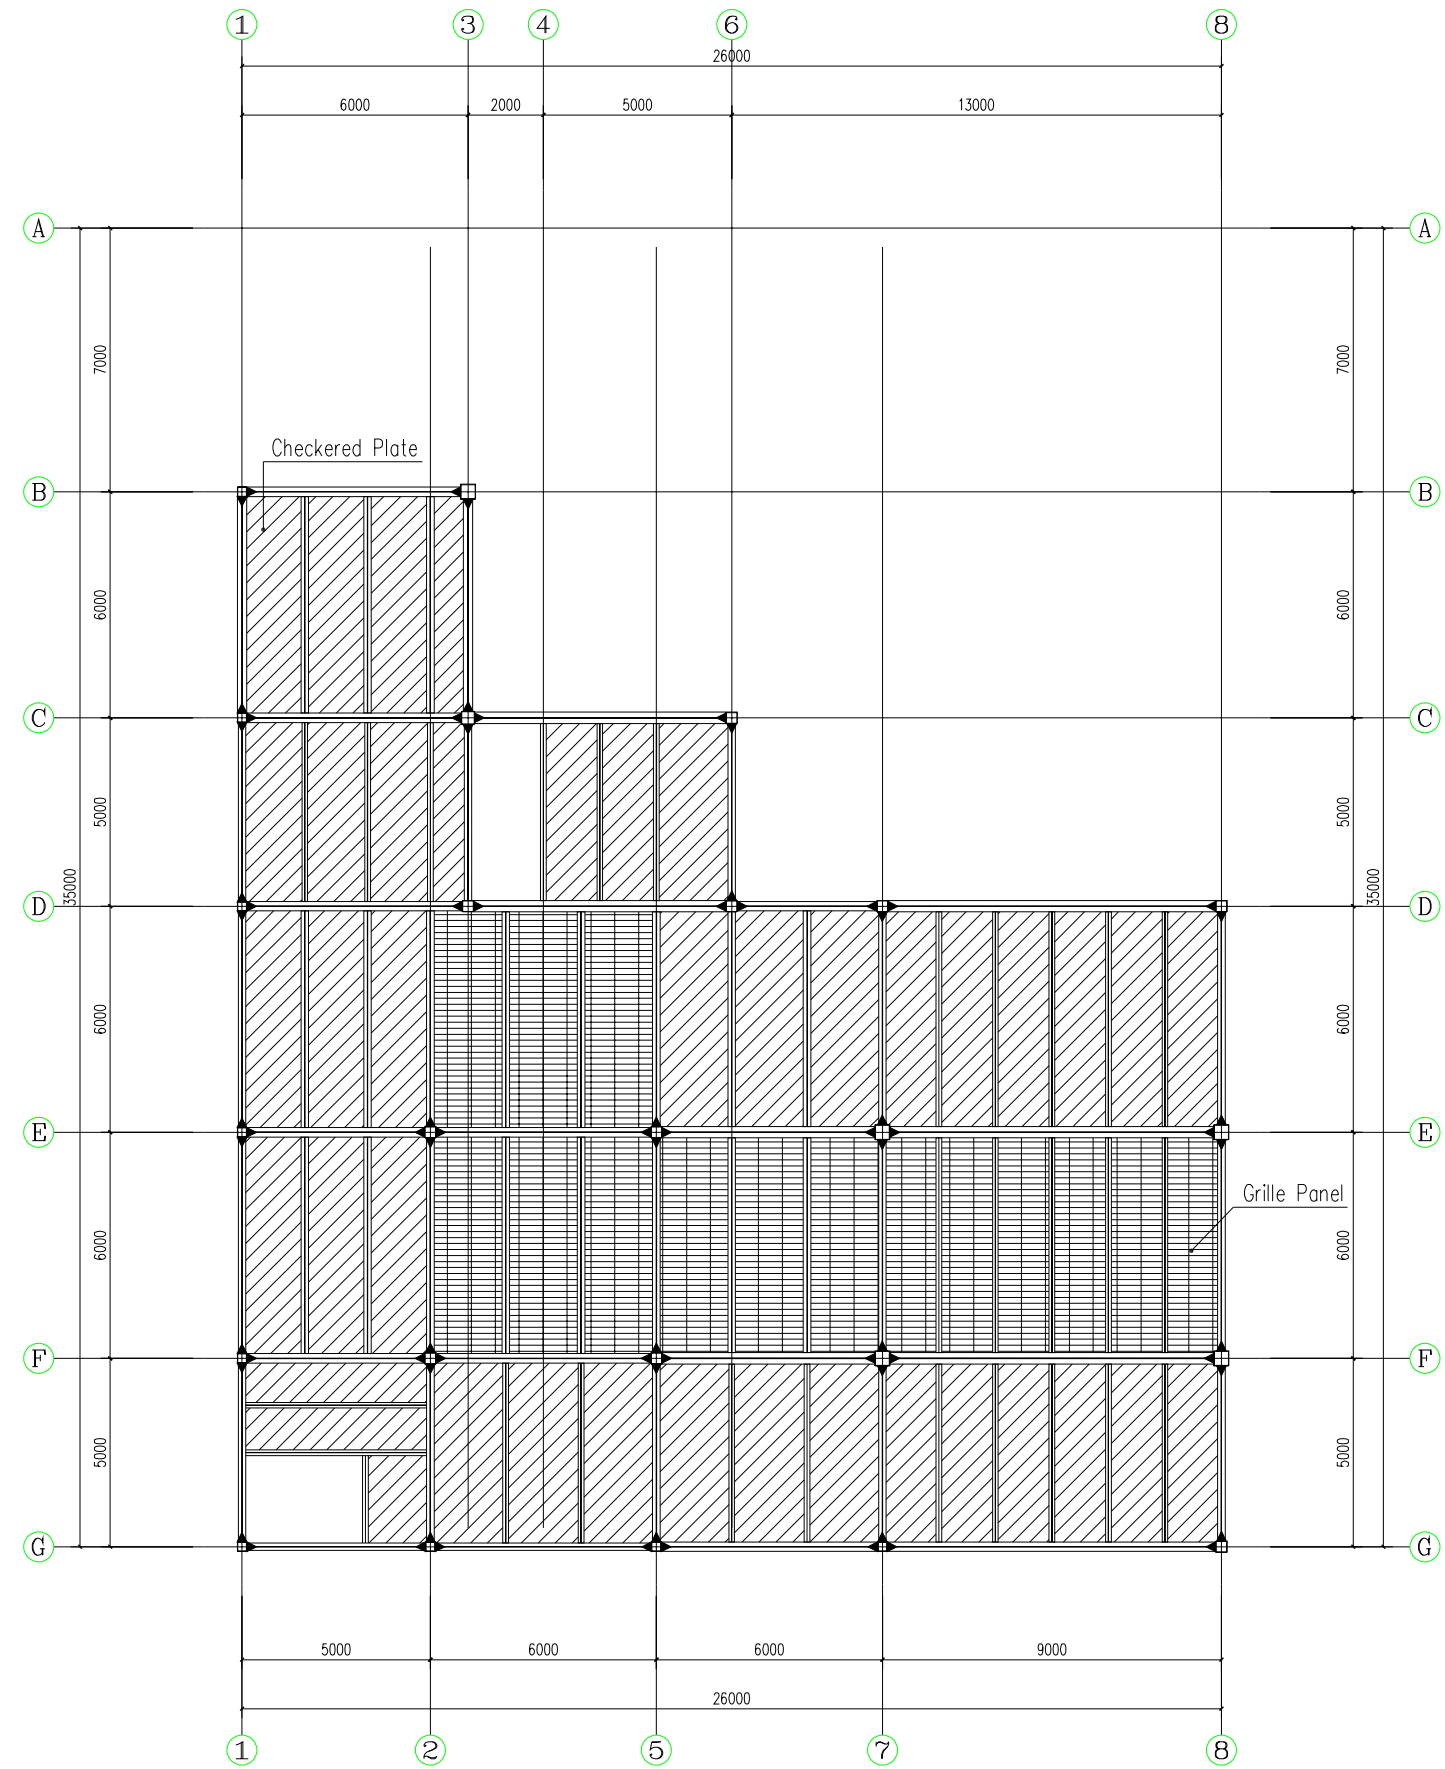 1 3 4 6 8
26000
6000 2000 5000 13000
A A
7000 7000
Checkered Plate
B B
6000 6000
C C
5000 5000
35000 35000
D D
6000 6000
E E
Grille Panel
6000 6000
F F
5000 5000
G G
5000 6000 6000 9000
26000
1 2 5 7 8